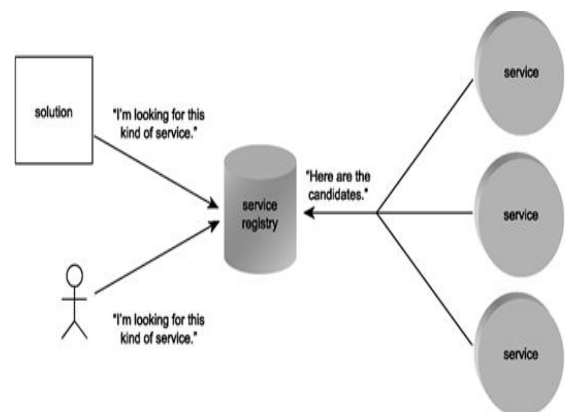 solution
"I'm looking for this
kind of service."
service
registry
"Here are the
candidates."
service
service
service
"I'm looking for this
kind of service."